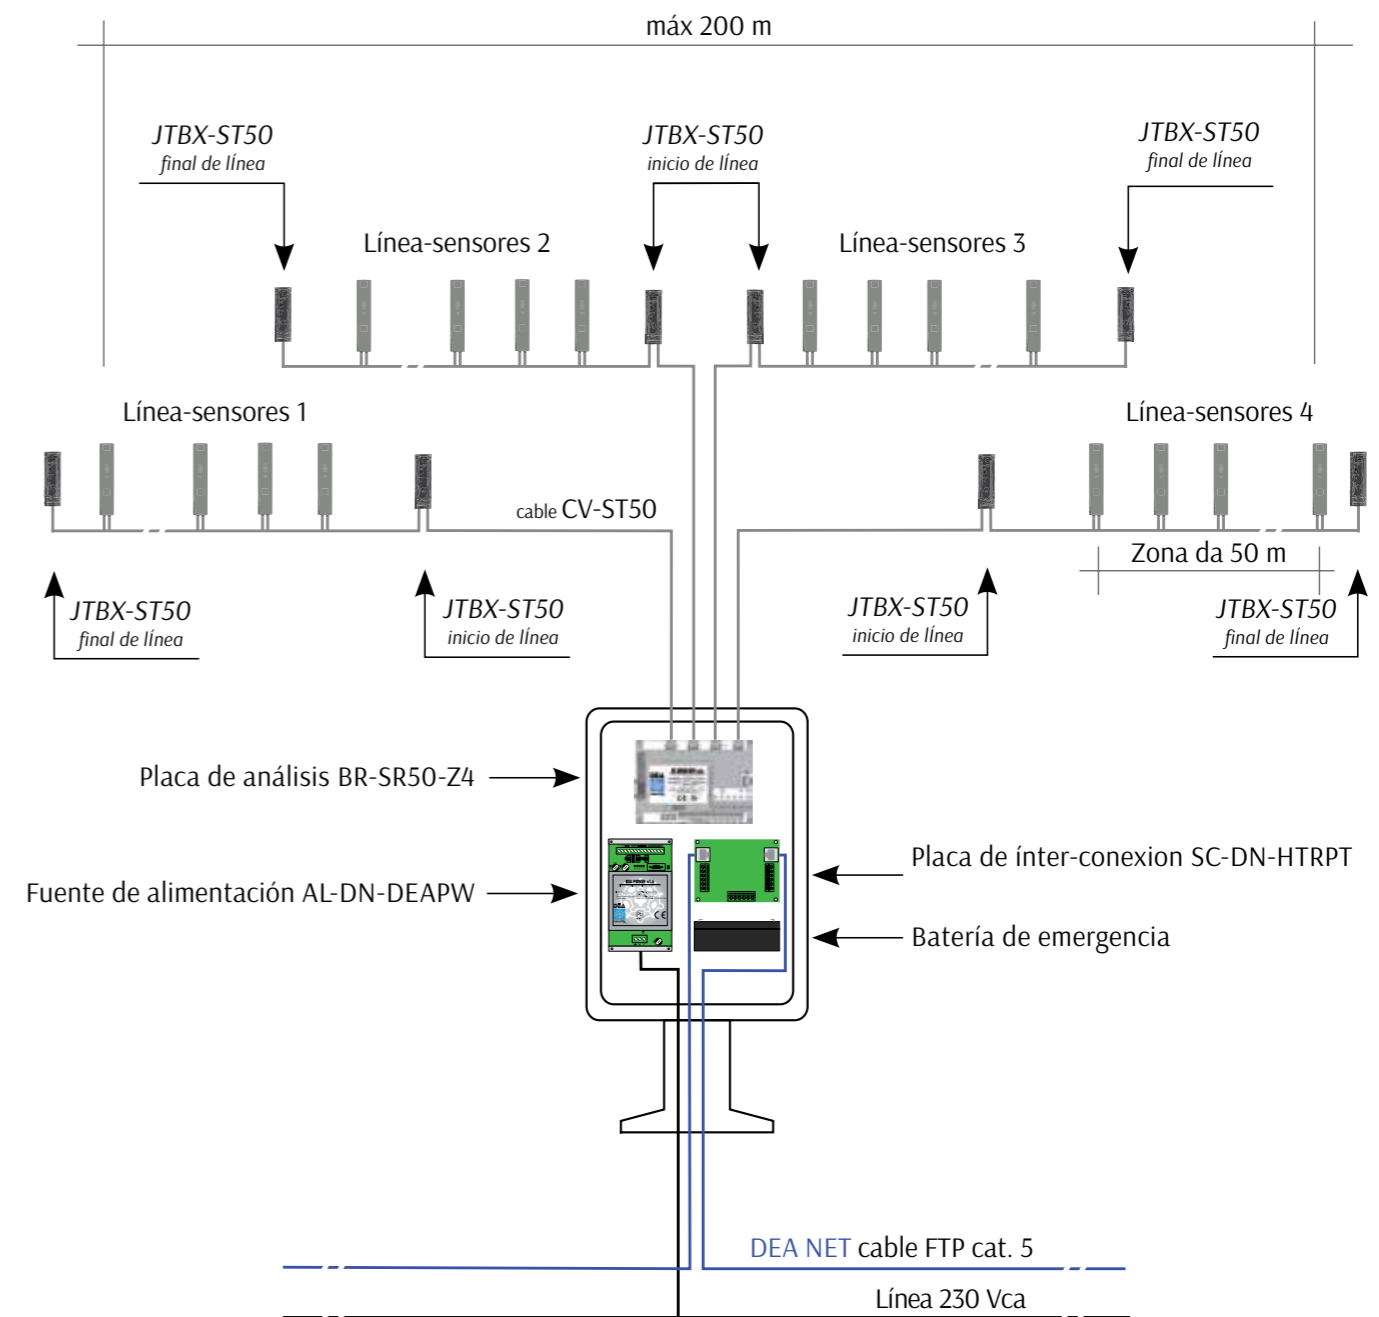 máx 200 m
JTBX-ST50
final de lÍnea
JTBX-ST50
inicio de lÍnea
JTBX-ST50
final de lÍnea
Línea-sensores 2
Línea-sensores 3
Línea-sensores 1
Línea-sensores 4
cable CV-ST50
Zona da 50 m
JTBX-ST50
final de lÍnea
JTBX-ST50
inicio de lÍnea
JTBX-ST50
inicio de lÍnea
JTBX-ST50
final de lÍnea
Placa de análisis BR-SR50-Z4
Placa de ínter-conexion SC-DN-HTRPT
Fuente de alimentación AL-DN-DEAPW
Batería de emergencia
DEA NET cable FTP cat. 5
Línea 230 Vca